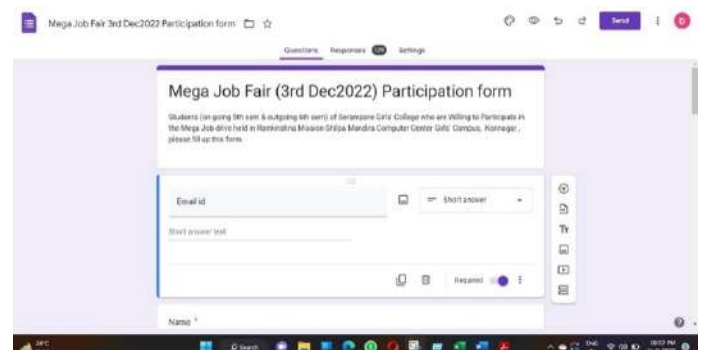 Mega Job Fair 3rd Dec2022 Participation form
Send
D
Questions Responses Settings
Mega Job Fair (3rd Dec2022) Participation form
Students (on going 5th sem & outgoing 6th sem) of Serampore Girls' College who are Willing to Participate in
the Mega Job drive held in Ramkrishna Mission Shilpa Mandira Computer Center Girls' Campus, Konnagar ,
please fill up this form.
Email id
Short answer
Short answer text
Required
Name *
Search